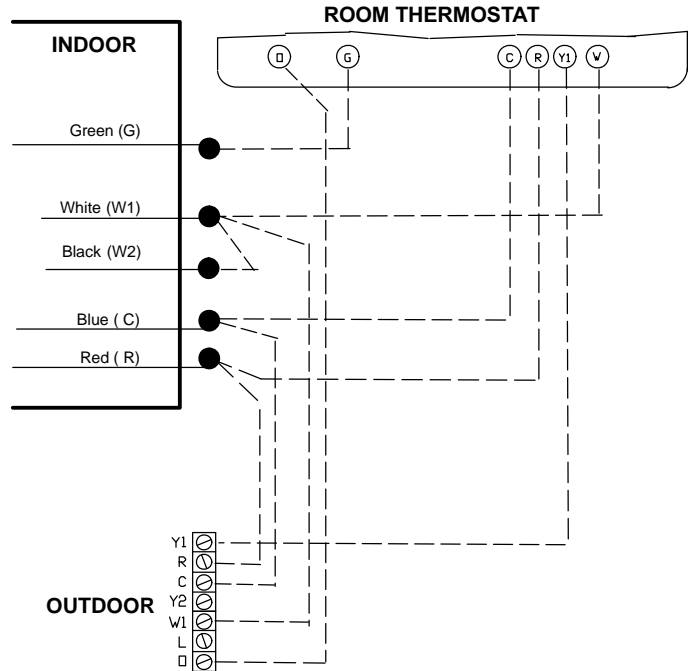 ROOM THERMOSTAT
INDOOR
O G C R Y1 W
Green (G)
White (W1)
Black (W2)
Blue ( C)
Red ( R)
OUTDOOR
Y1
R
C
Y2
W1
L
O